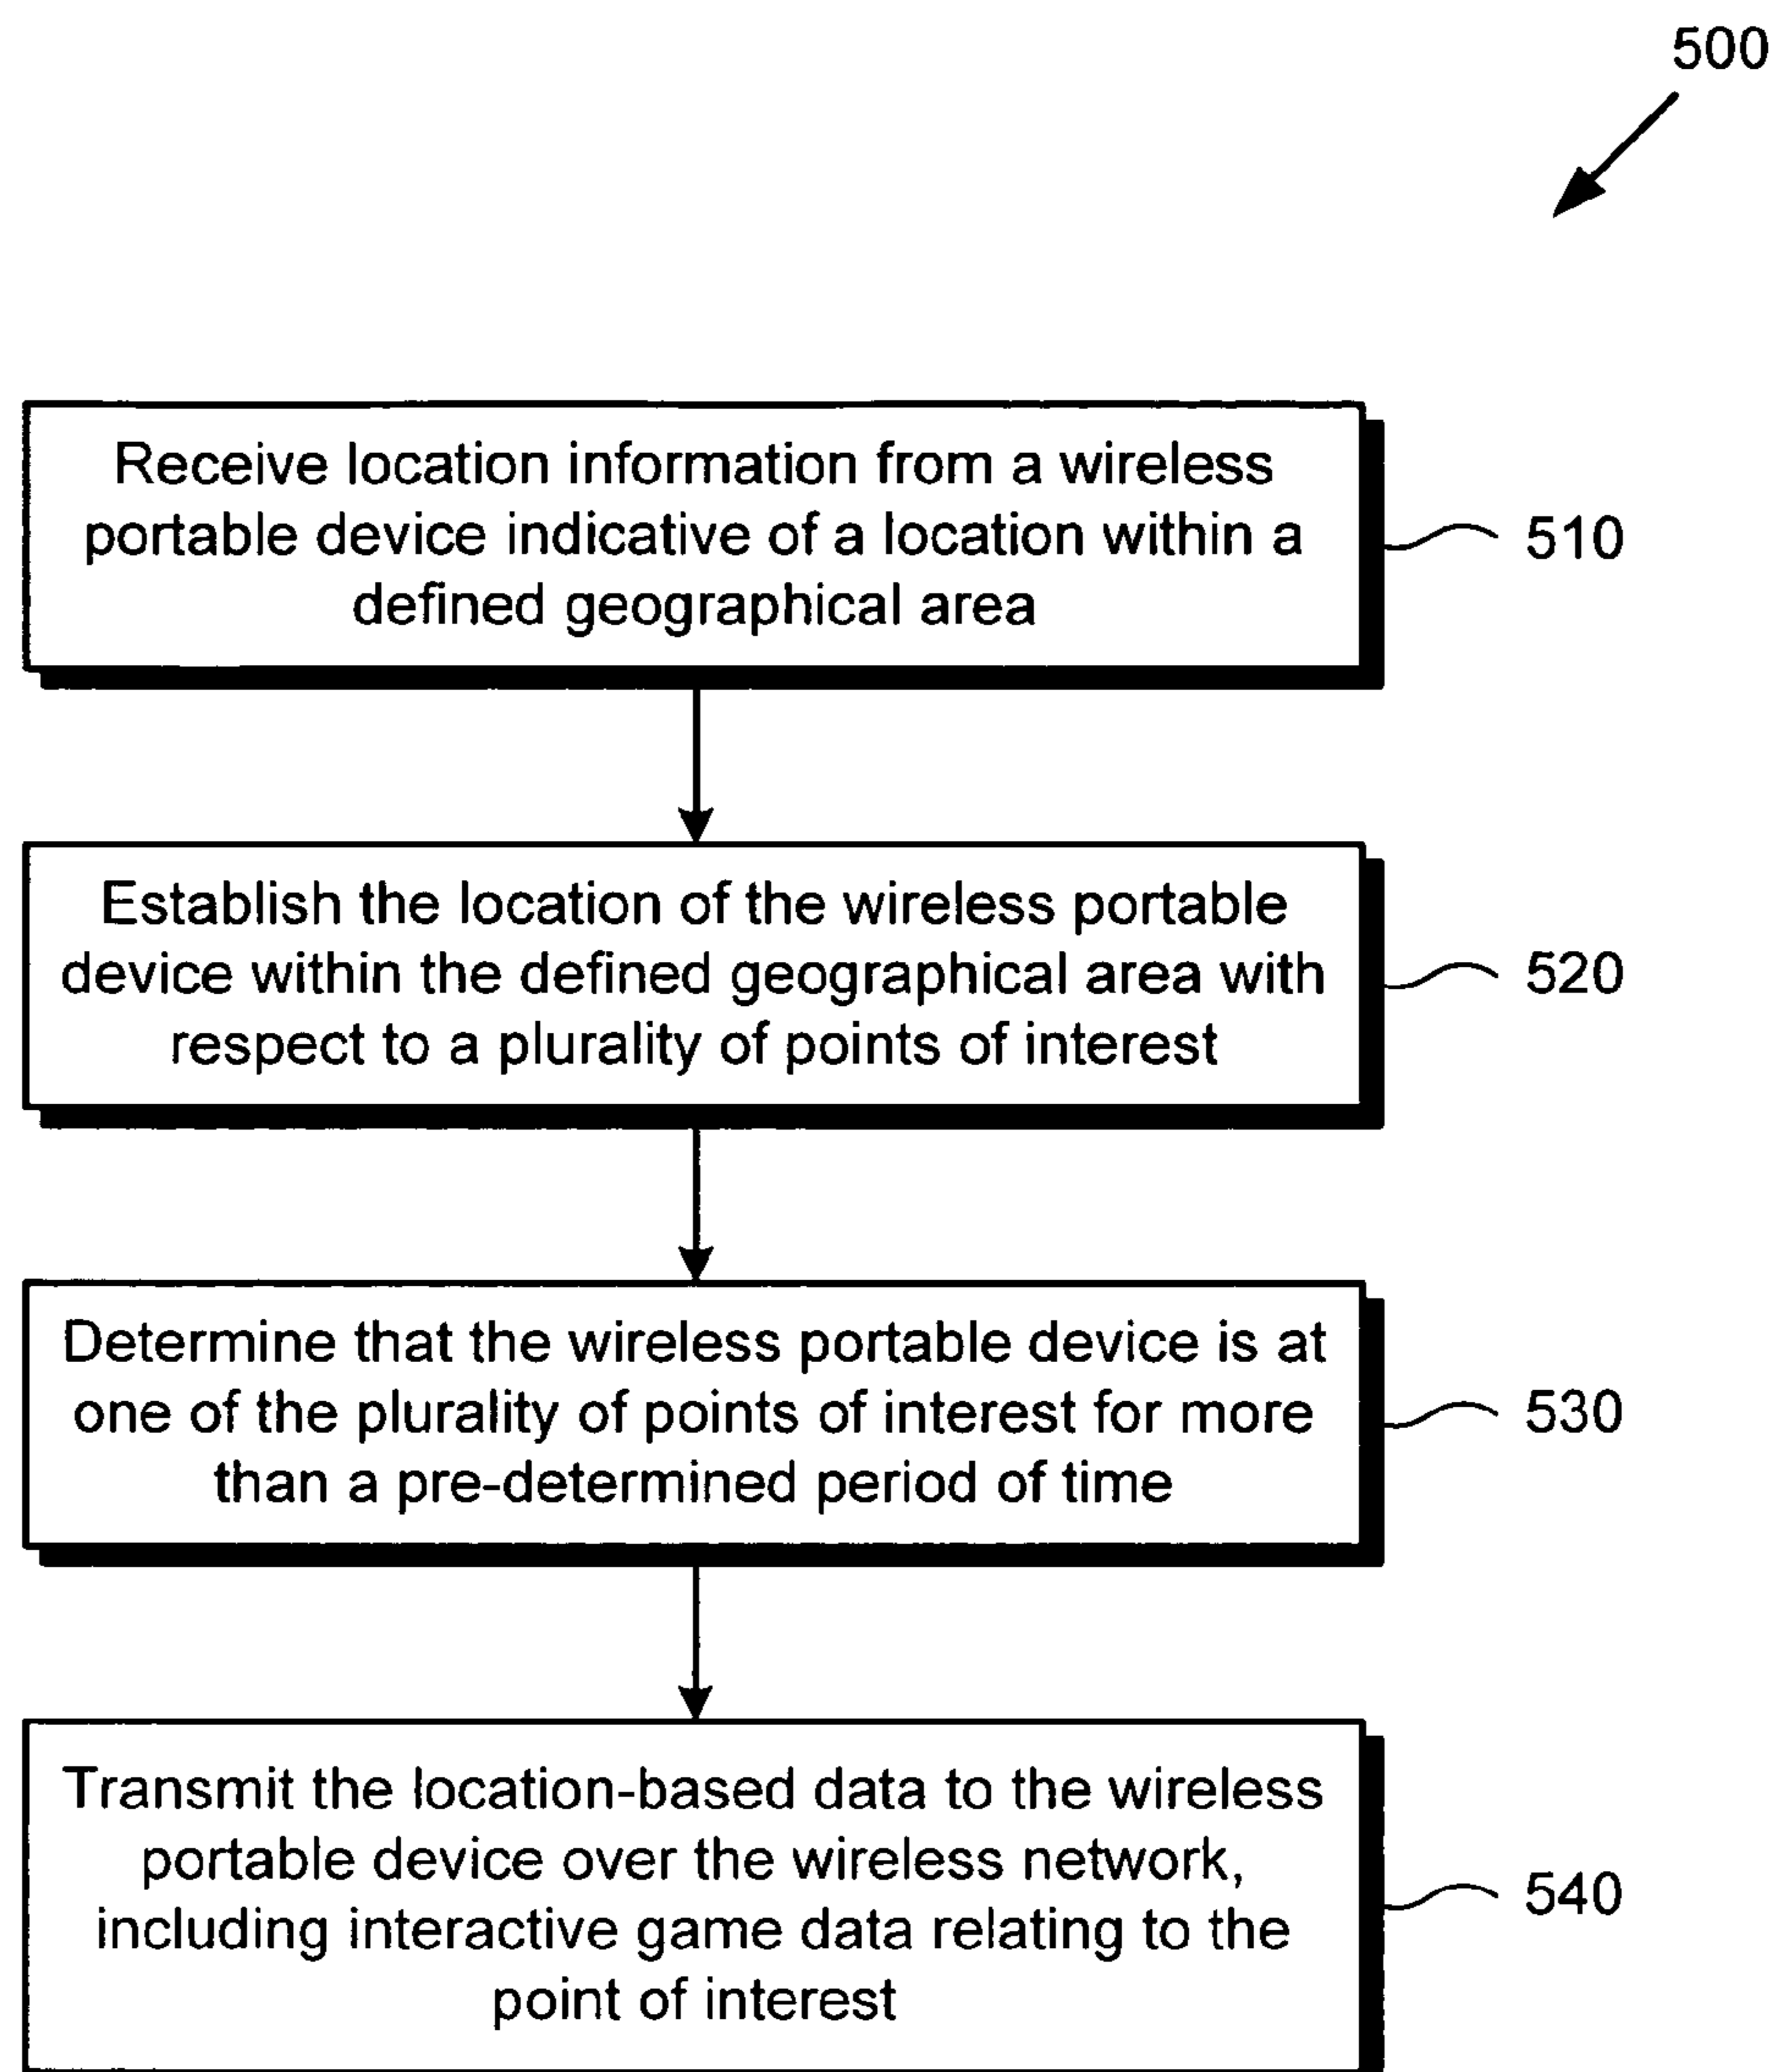 500
Receive location information from a wireless
portable device indicative of a location within a
defined geographical area
510
Establish the location of the wireless portable
device within the defined geographical area with
respect to a plurality of points of interest
520
Determine that the wireless portable device is at
one of the plurality of points of interest for more
than a pre-determined period of time
530
Transmit the location-based data to the wireless
portable device over the wireless network,
including interactive game data relating to the
point of interest
540